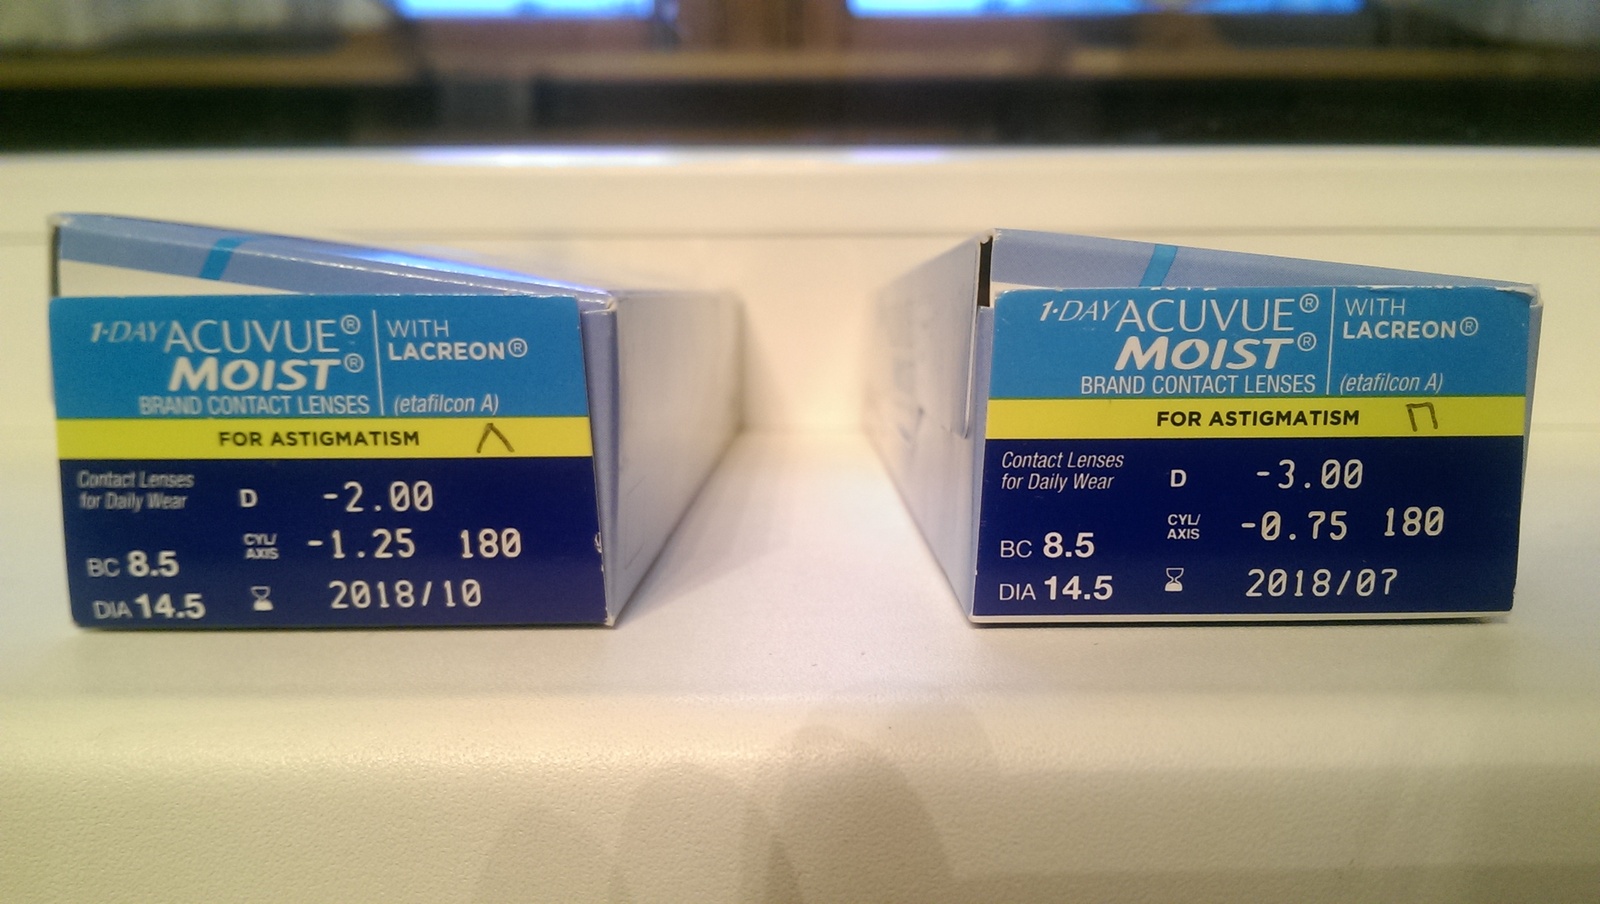 1·DAY ACUVUE® MOIST® WITH LACREON®
BRAND CONTACT LENSES (etafilcon A)
FOR ASTIGMATISM Л
Contact Lenses
for Daily Wear
D -2.00
CYL/AXIS -1.25 180
BC 8.5
DIA 14.5
2018/10
1·DAY ACUVUE® MOIST® WITH LACREON®
BRAND CONTACT LENSES (etafilcon A)
FOR ASTIGMATISM П
Contact Lenses
for Daily Wear
D -3.00
CYL/AXIS -0.75 180
BC 8.5
DIA 14.5
2018/07